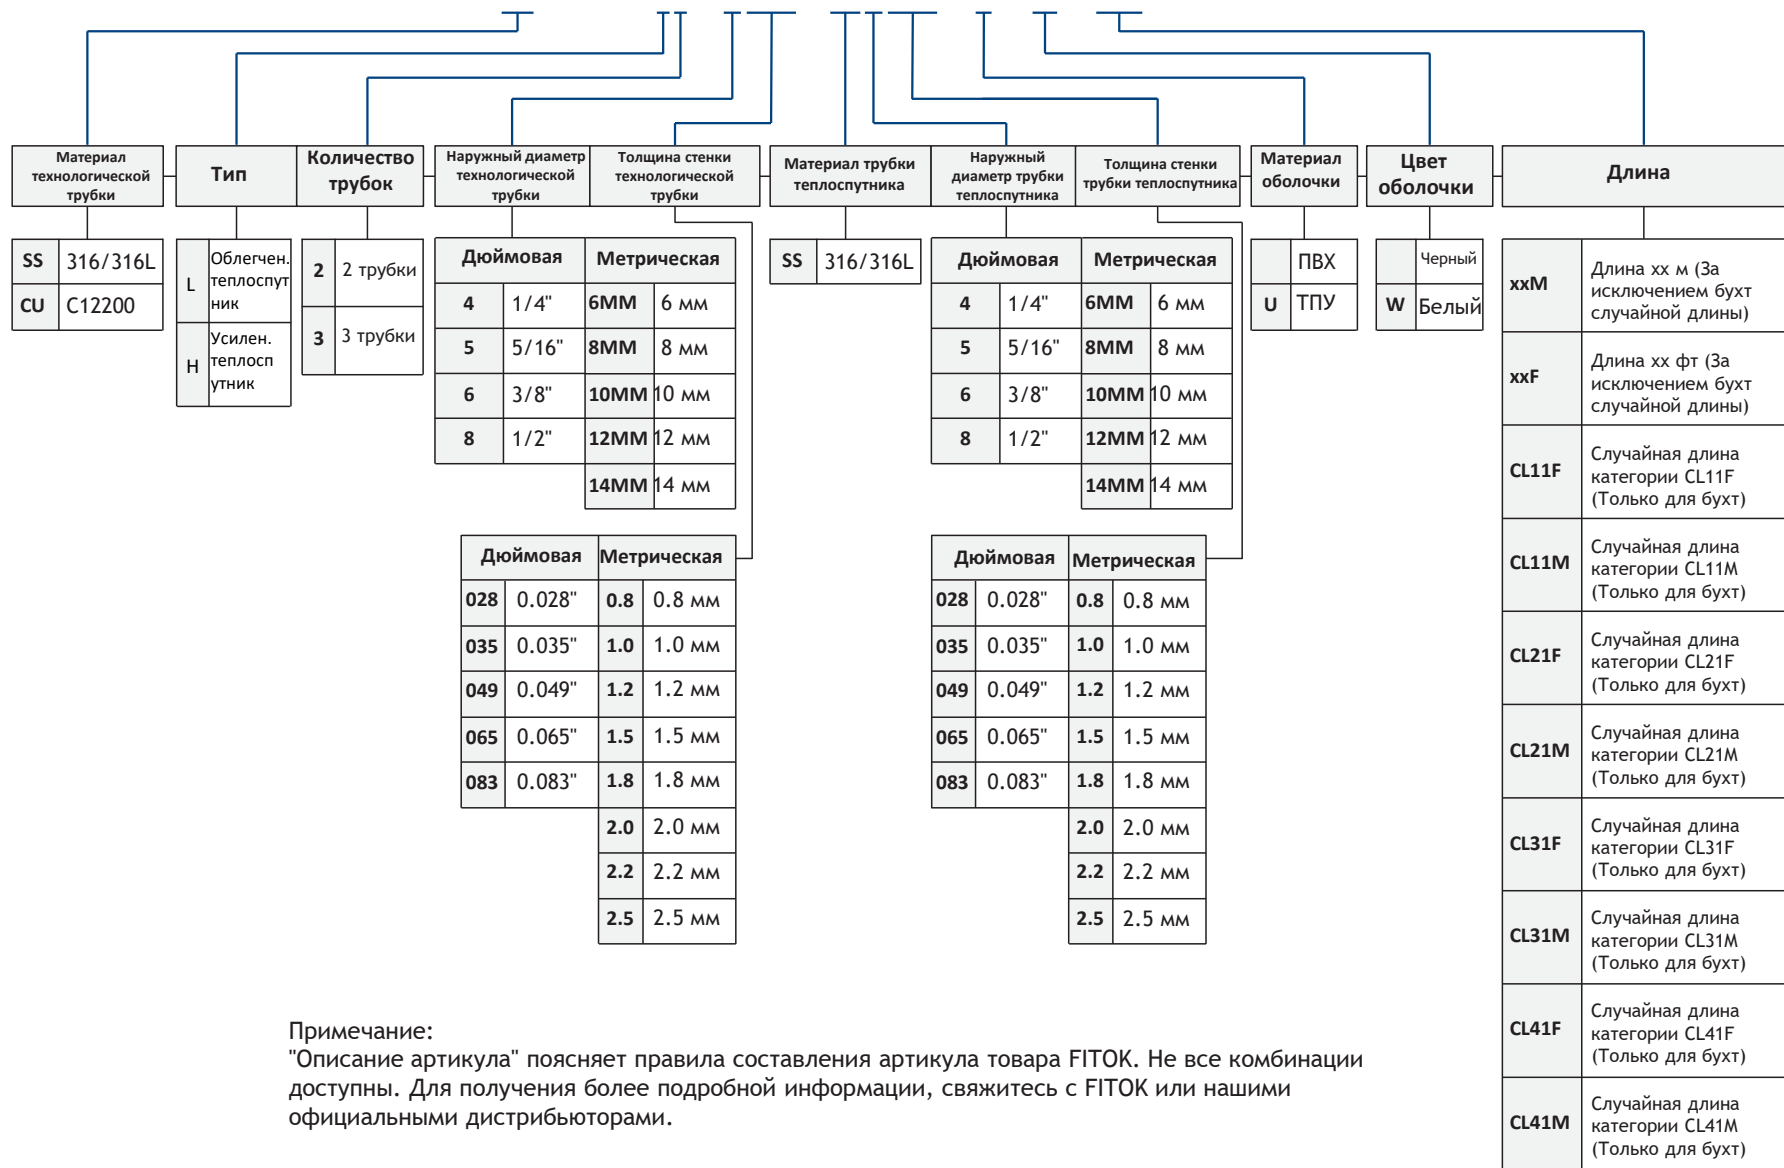 Материал
технологической
трубки
Тип
Количество
трубок
Наружный диаметр
технологической
трубки
Толщина стенки
технологической
трубки
Материал трубки
теплоспутника
Наружный
диаметр трубки
теплоспутника
Толщина стенки
трубки теплоспутника
Материал
оболочки
Цвет
оболочки
Длина
SS 316/316L
CU C12200
L Облегчен.
теплоспут
ник
H Усилен.
теплосп
утник
2 2 трубки
3 3 трубки
Дюймовая Метрическая
4 1/4" 6MM 6 мм
5 5/16" 8MM 8 мм
6 3/8" 10MM 10 мм
8 1/2" 12MM 12 мм
14MM 14 мм
Дюймовая Метрическая
028 0.028" 0.8 0.8 мм
035 0.035" 1.0 1.0 мм
049 0.049" 1.2 1.2 мм
065 0.065" 1.5 1.5 мм
083 0.083" 1.8 1.8 мм
2.0 2.0 мм
2.2 2.2 мм
2.5 2.5 мм
SS 316/316L
Дюймовая Метрическая
4 1/4" 6MM 6 мм
5 5/16" 8MM 8 мм
6 3/8" 10MM 10 мм
8 1/2" 12MM 12 мм
14MM 14 мм
Дюймовая Метрическая
028 0.028" 0.8 0.8 мм
035 0.035" 1.0 1.0 мм
049 0.049" 1.2 1.2 мм
065 0.065" 1.5 1.5 мм
083 0.083" 1.8 1.8 мм
2.0 2.0 мм
2.2 2.2 мм
2.5 2.5 мм
ПВХ
U ТПУ
Черный
W Белый
xxM Длина xx м (За
исключением бухт
случайной длины)
xxF Длина xx фт (За
исключением бухт
случайной длины)
CL11F Случайная длина
категории CL11F
(Только для бухт)
CL11M Случайная длина
категории CL11M
(Только для бухт)
CL21F Случайная длина
категории CL21F
(Только для бухт)
CL21M Случайная длина
категории CL21M
(Только для бухт)
CL31F Случайная длина
категории CL31F
(Только для бухт)
CL31M Случайная длина
категории CL31M
(Только для бухт)
CL41F Случайная длина
категории CL41F
(Только для бухт)
CL41M Случайная длина
категории CL41M
(Только для бухт)
Примечание:
"Описание артикула" поясняет правила составления артикула товара FITOK. Не все комбинации
доступны. Для получения более подробной информации, свяжитесь с FITOK или нашими
официальными дистрибьюторами.